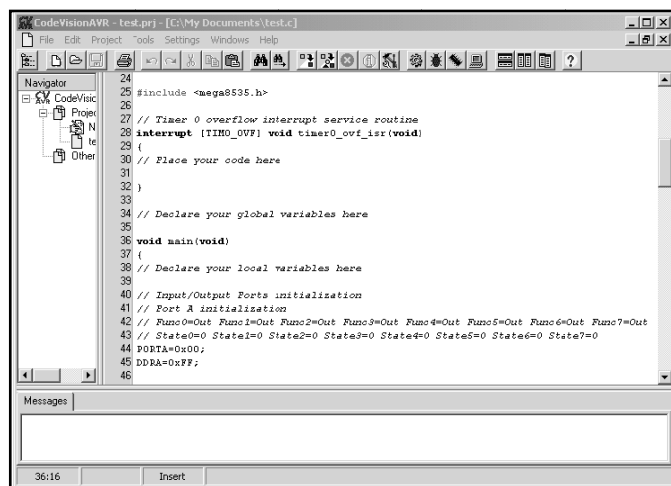 CodeVisionAVR - test.prj - [C:\My Documents\test.c]
File Edit Project Tools Settings Windows Help
Navigator
CodeVisic
Projec
N
te
Other
24
25 #include <mega8535.h>
26
27 // Timer 0 overflow interrupt service routine
28 interrupt [TIM0_OVF] void timer0_ovf_isr(void)
29 {
30 // Place your code here
31
32 }
33
34 // Declare your global variables here
35
36 void main(void)
37 {
38 // Declare your local variables here
39
40 // Input/Output Ports initialization
41 // Port A initialization
42 // Func0=Out Func1=Out Func2=Out Func3=Out Func4=Out Func5=Out Func6=Out Func7=Out
43 // State0=0 State1=0 State2=0 State3=0 State4=0 State5=0 State6=0 State7=0
44 PORTA=0x00;
45 DDRA=0xFF;
46
Messages
36:16 Insert